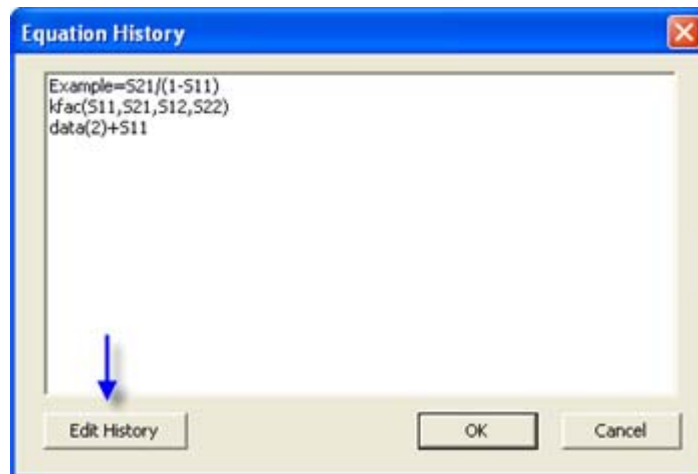 Equation History
Example=S21/(1-S11)
kfac(S11,S21,S12,S22)
data(2)+S11
Edit History
OK
Cancel